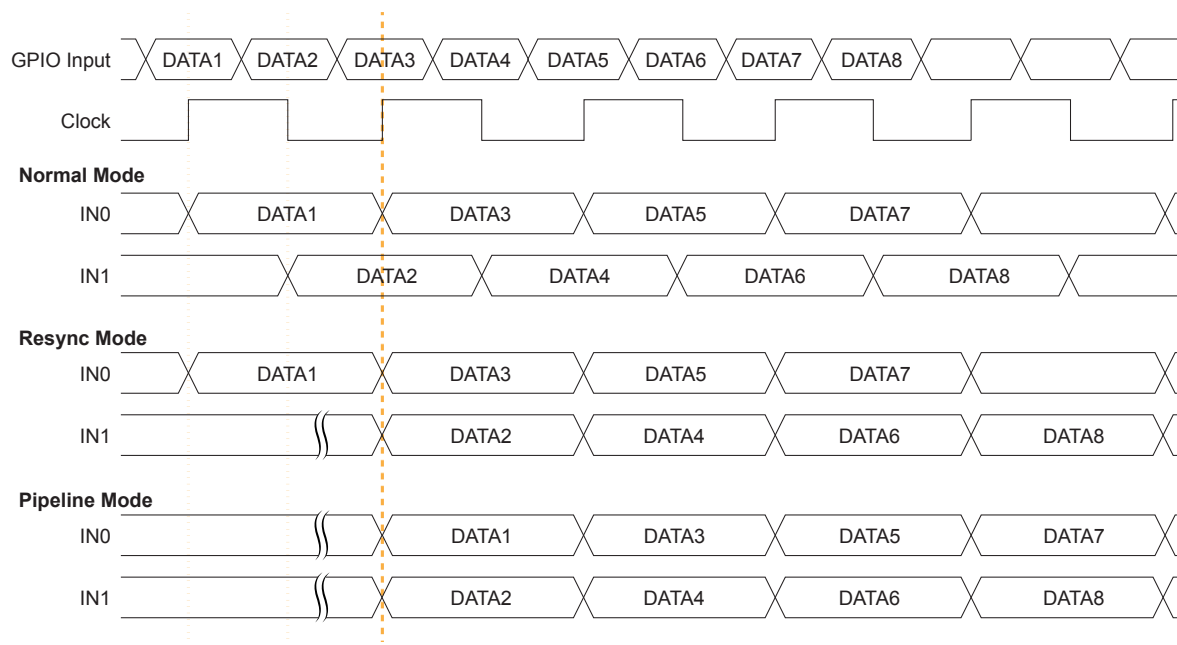 GPIO Input DATA1 DATA2 DATA3 DATA4 DATA5 DATA6 DATA7 DATA8
Clock
Normal Mode
IN0 DATA1 DATA3 DATA5 DATA7
IN1 DATA2 DATA4 DATA6 DATA8
Resync Mode
IN0 DATA1 DATA3 DATA5 DATA7
IN1 DATA2 DATA4 DATA6 DATA8
Pipeline Mode
IN0 DATA1 DATA3 DATA5 DATA7
IN1 DATA2 DATA4 DATA6 DATA8